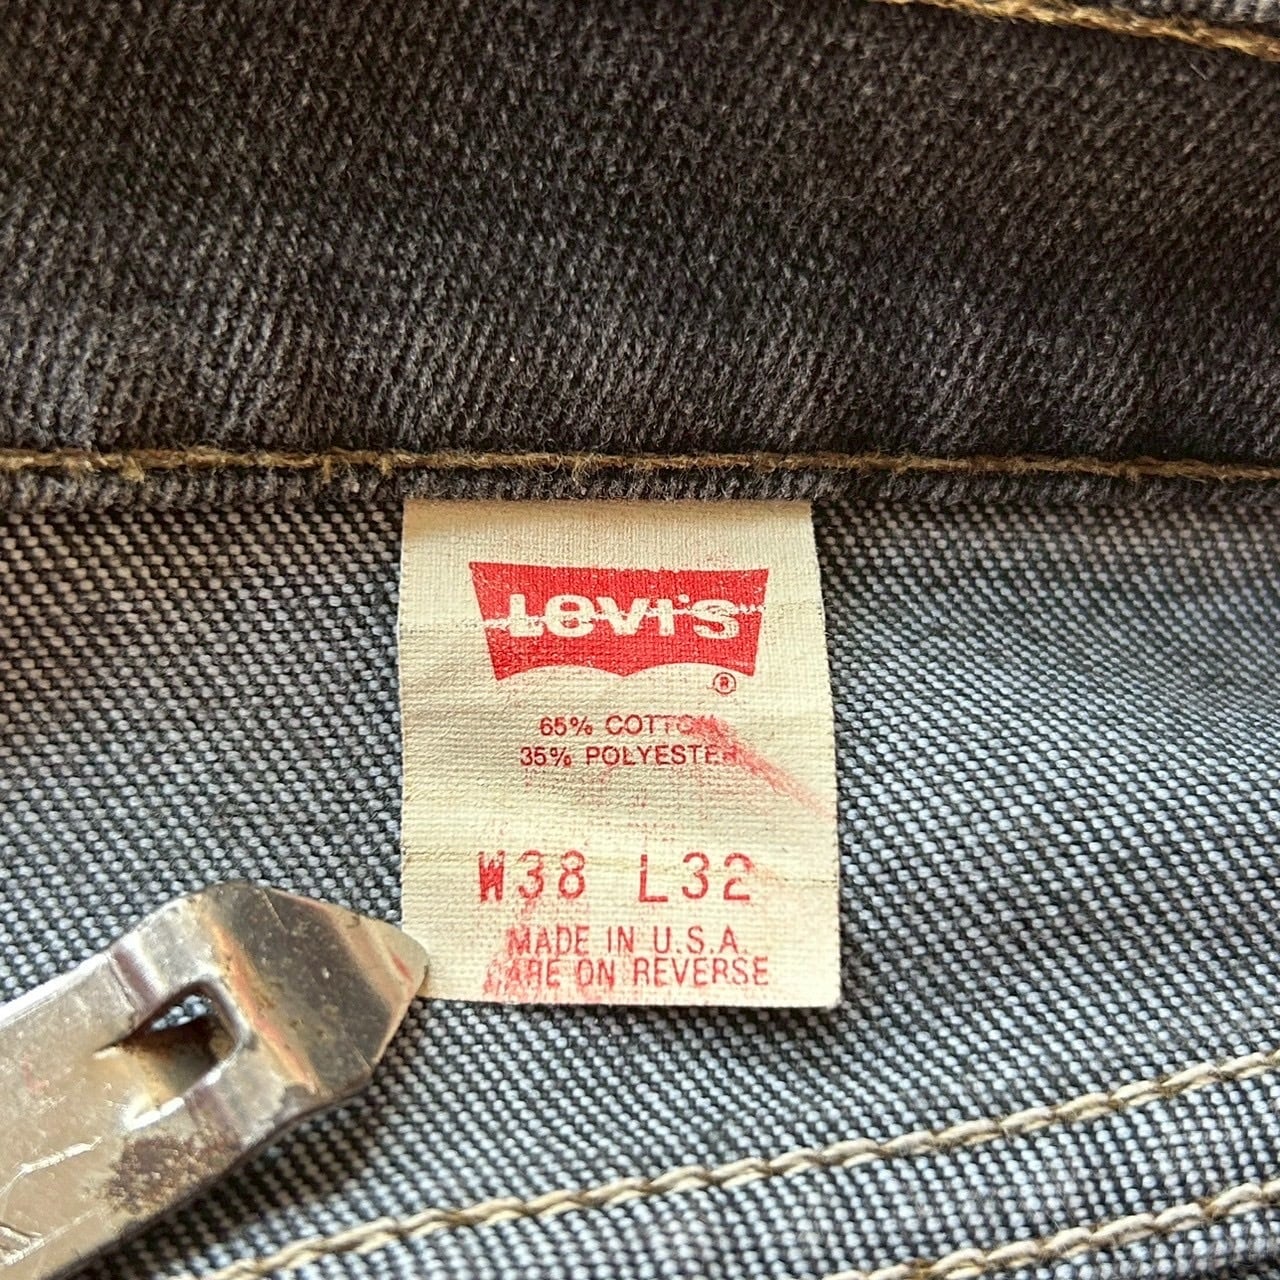 Levi's
®
65% COTTON
35% POLYESTER
W38 L32
MADE IN U.S.A.
CARE ON REVERSE